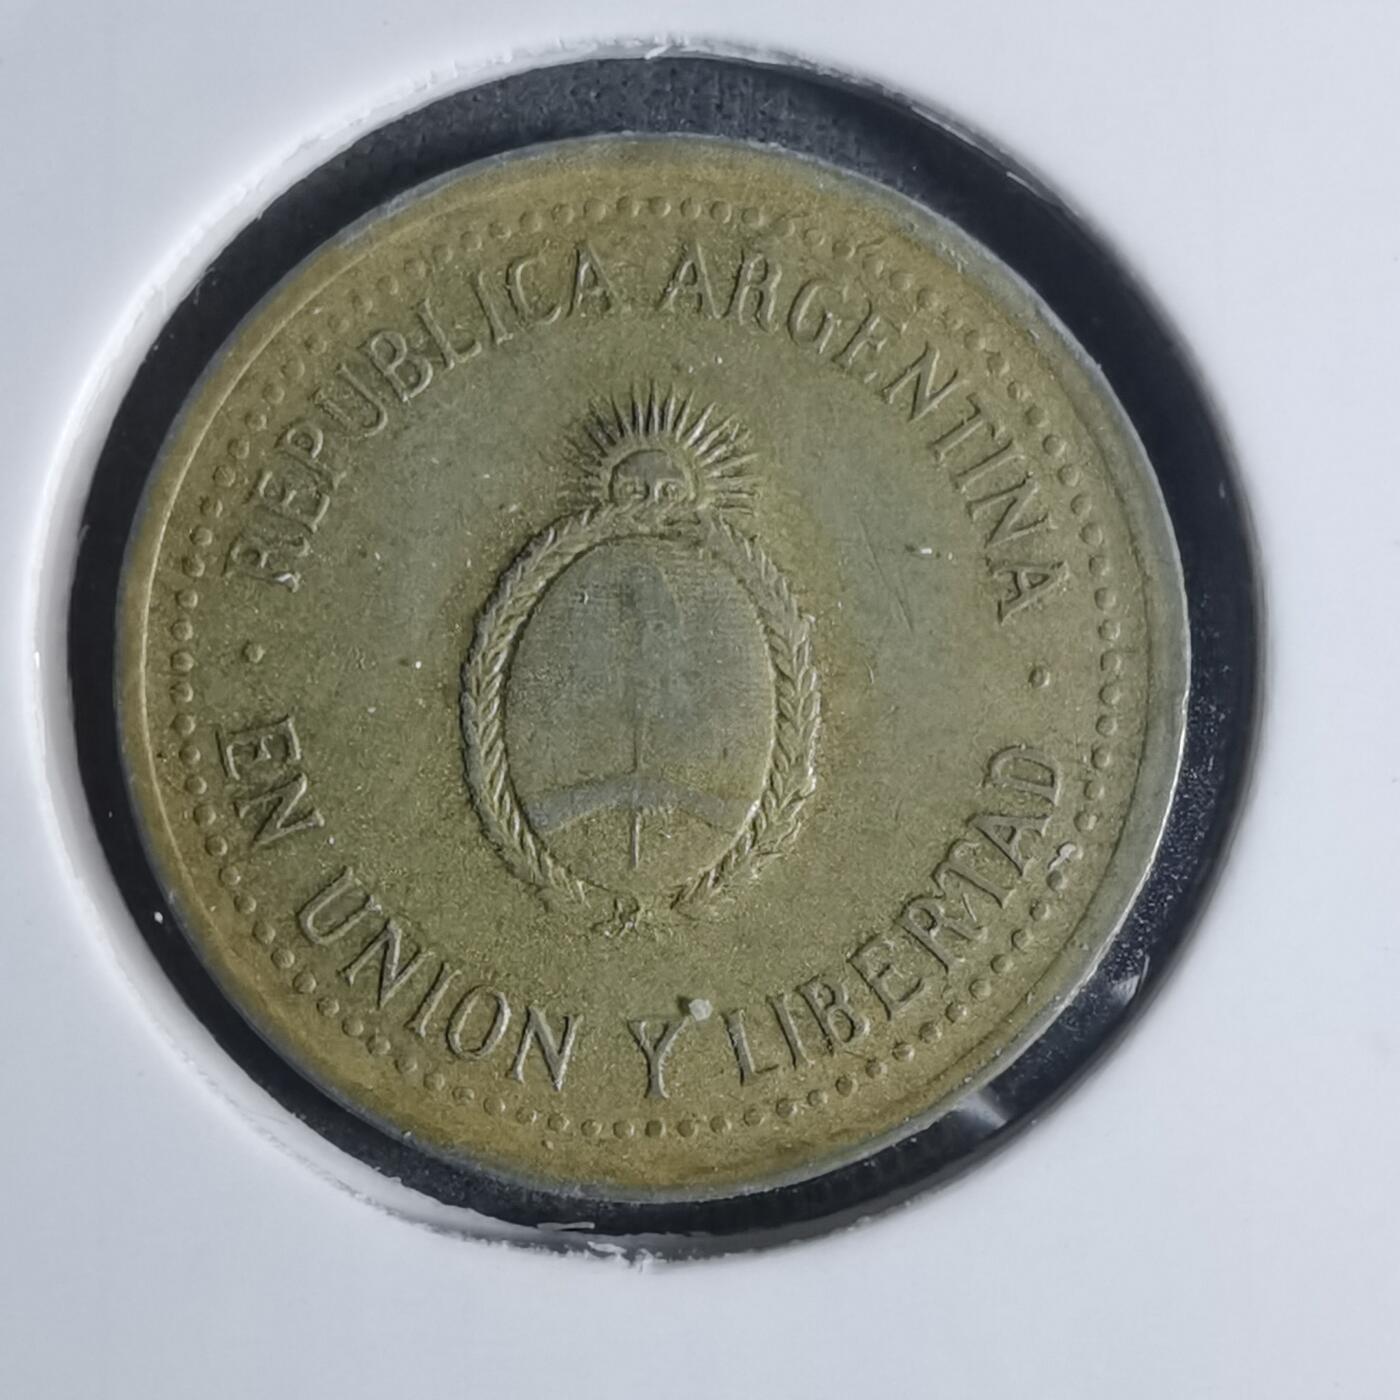 REPUBLICA ARGENTINA
· EN UNION Y LIBERTAD ·